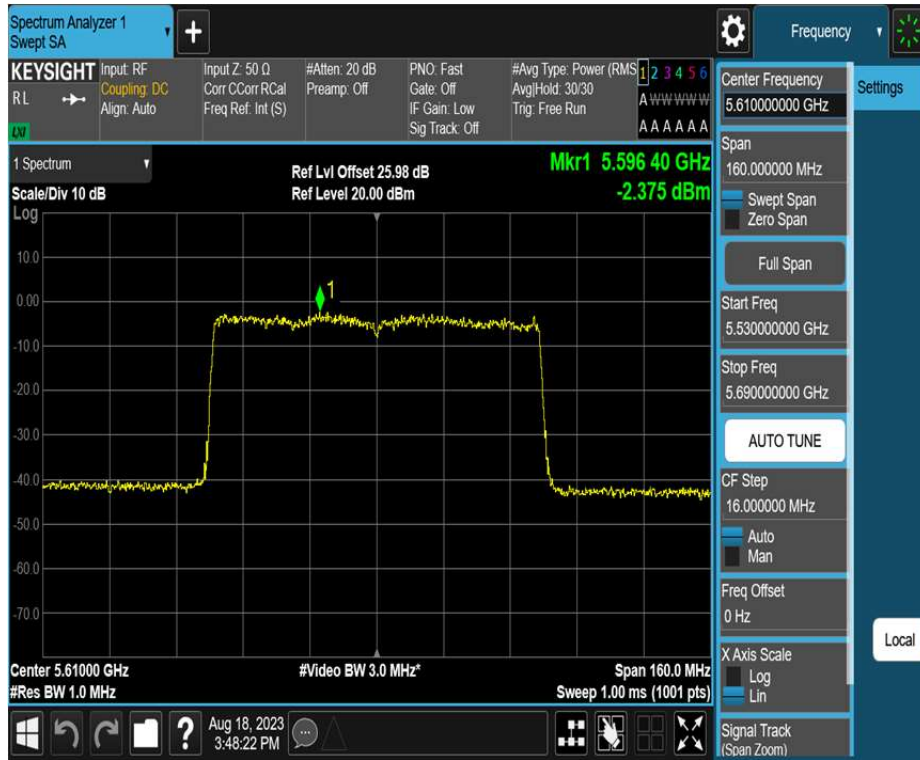 Spectrum Analyzer 1
Swept SA
+
Frequency
KEYSIGHT
R L
LXI
Input: RF
Coupling: DC
Align: Auto
Input Z: 50 Ω
Corr CCorr RCal
Freq Ref: Int (S)
#Atten: 20 dB
Preamp: Off
PNO: Fast
Gate: Off
IF Gain: Low
Sig Track: Off
#Avg Type: Power (RMS
Avg|Hold: 30/30
Trig: Free Run
1 2 3 4 5 6
A W W W W W
A A A A A A
1 Spectrum
Scale/Div 10 dB
Log
Ref Lvl Offset 25.98 dB
Ref Level 20.00 dBm
Mkr1 5.596 40 GHz
-2.375 dBm
10.0
0.00
-10.0
-20.0
-30.0
-40.0
-50.0
-60.0
-70.0
1
Center 5.61000 GHz
#Res BW 1.0 MHz
#Video BW 3.0 MHz*
Span 160.0 MHz
Sweep 1.00 ms (1001 pts)
?
Aug 18, 2023
3:48:22 PM
Center Frequency
5.610000000 GHz
Span
160.000000 MHz
Swept Span
Zero Span
Full Span
Start Freq
5.530000000 GHz
Stop Freq
5.690000000 GHz
AUTO TUNE
CF Step
16.000000 MHz
Auto
Man
Freq Offset
0 Hz
X Axis Scale
Log
Lin
Signal Track
(Span Zoom)
Settings
Local